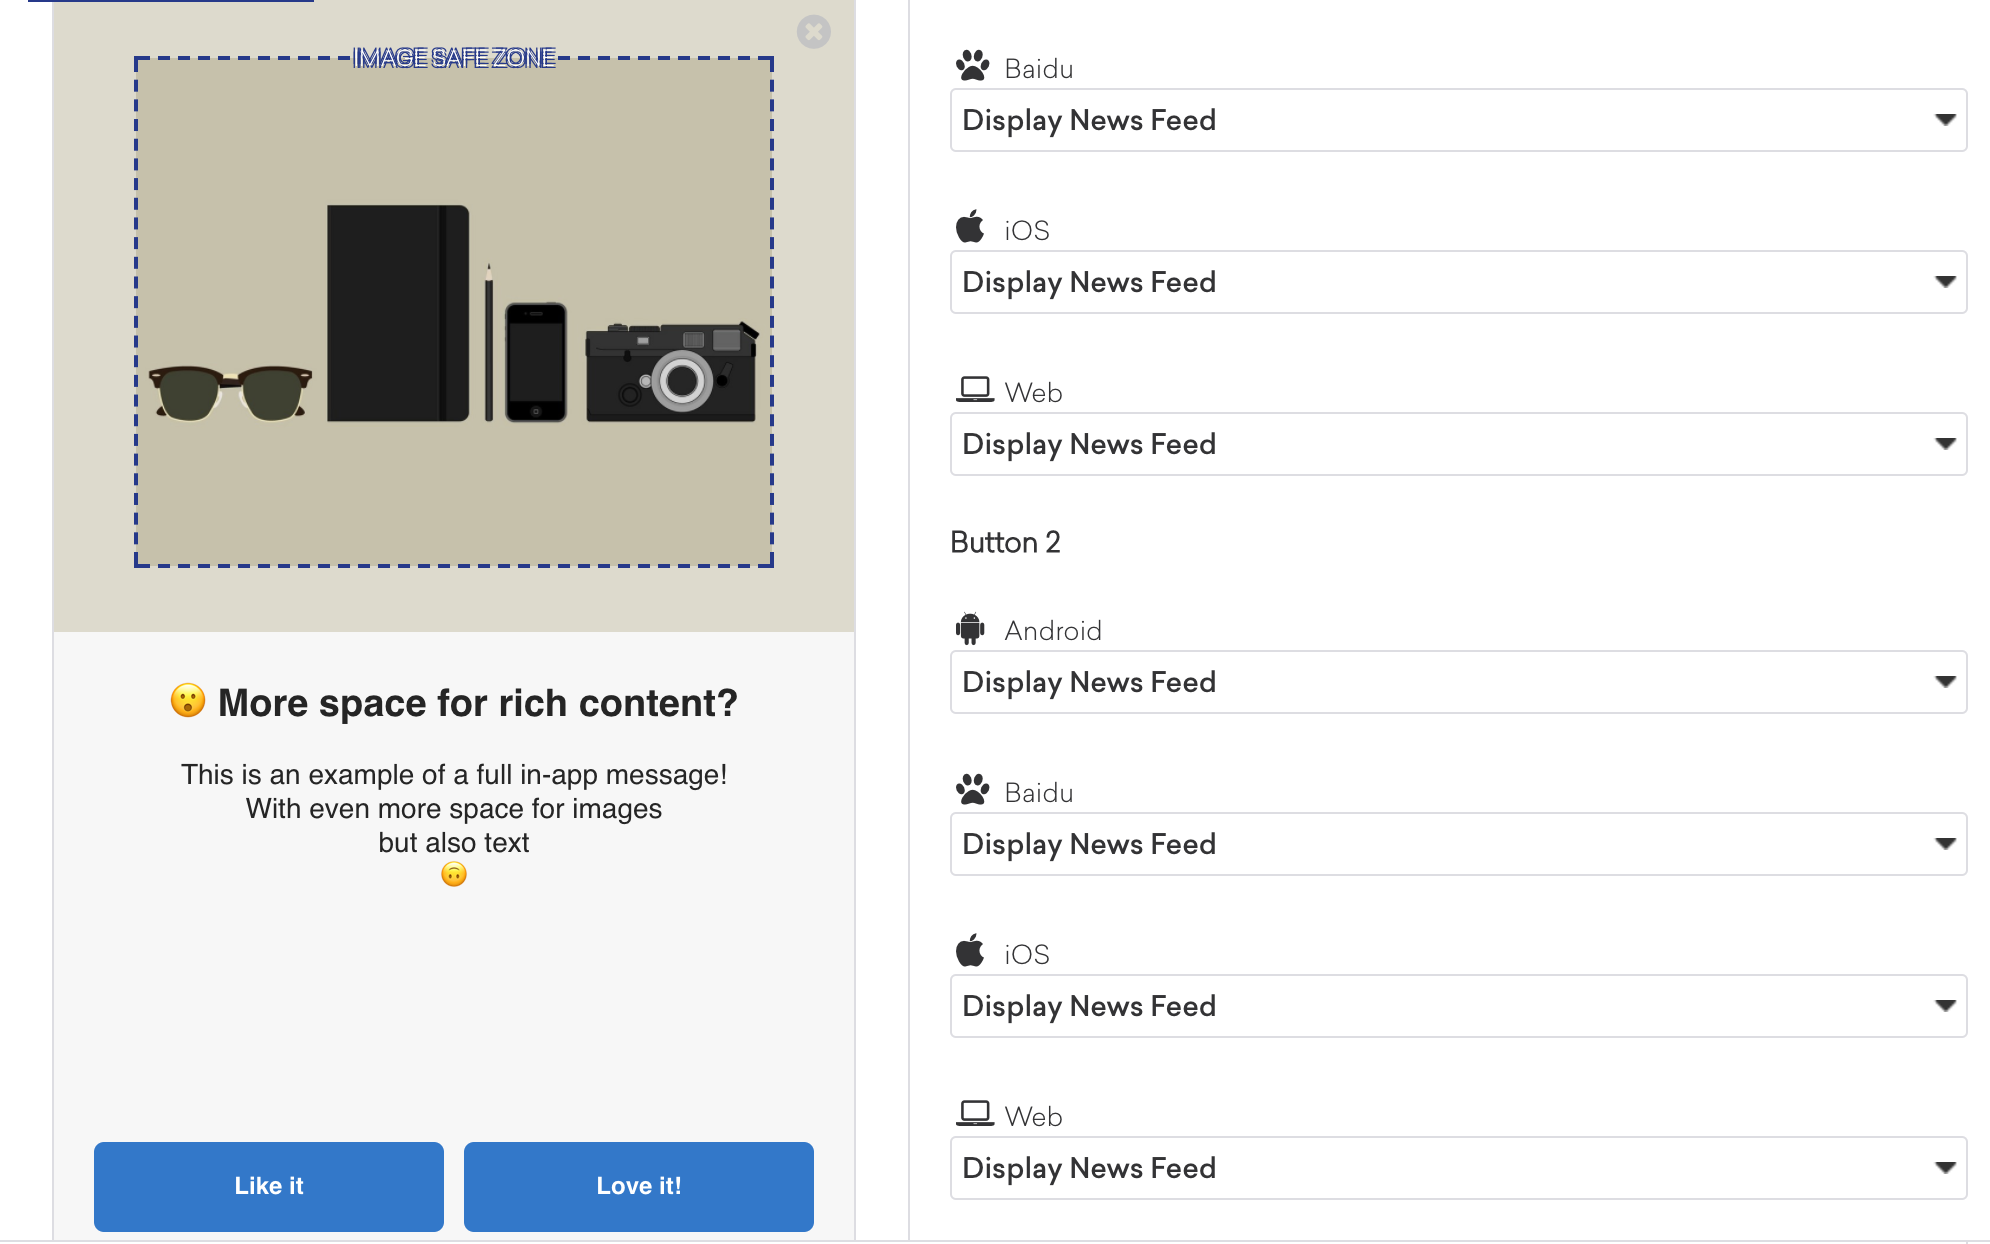 IMAGE SAFE ZONE
😮 More space for rich content?
This is an example of a full in-app message!
With even more space for images
but also text
🙃
Like it
Love it!
Baidu
Display News Feed
iOS
Display News Feed
Web
Display News Feed
Button 2
Android
Display News Feed
Baidu
Display News Feed
iOS
Display News Feed
Web
Display News Feed